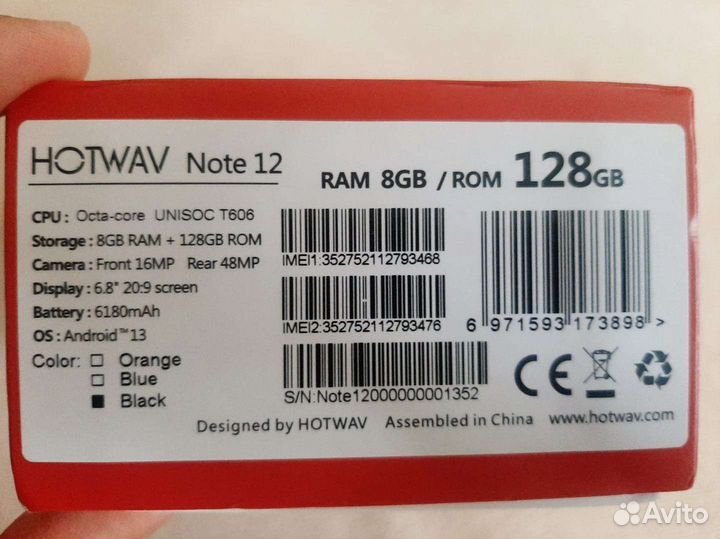 HOTWAV Note 12
RAM 8GB / ROM 128GB
CPU : Octa-core UNISOC T606
Storage : 8GB RAM + 128GB ROM
Camera : Front 16MP Rear 48MP
Display : 6.8" 20:9 screen
Battery : 6180mAh
OS : Android™13
Color: Orange
Blue
Black
IMEI1:352752112793468
IMEI2:352752112793476
S/N:Note12000000001352
6 971593 173898 >
CE
Designed by HOTWAV Assembled in China www.hotwav.com
Avito